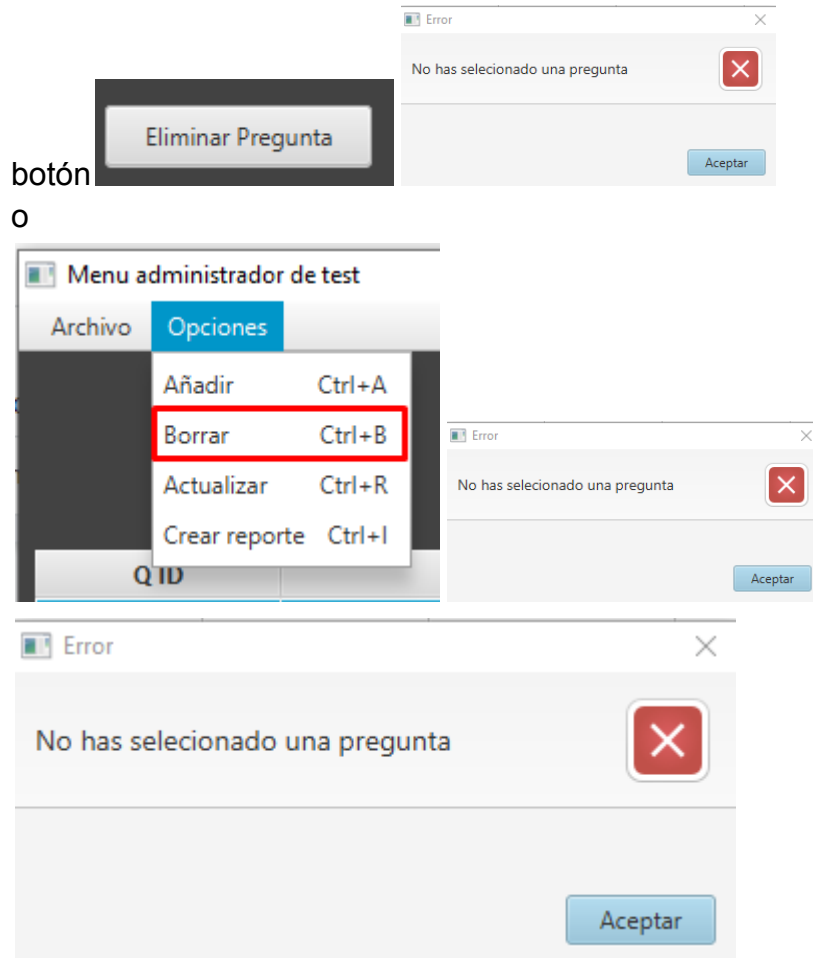 Error
No has selecionado una pregunta
Aceptar
botón
Eliminar Pregunta
o
Menu administrador de test
Archivo Opciones
Añadir Ctrl+A
Borrar Ctrl+B
Actualizar Ctrl+R
Crear reporte Ctrl+I
Q ID
Error
No has selecionado una pregunta
Aceptar
Error
No has selecionado una pregunta
Aceptar